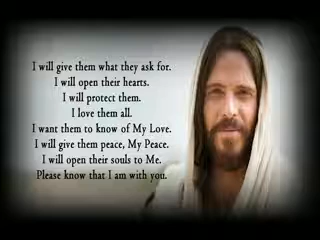 I will give them what they ask for.
I will open their hearts.
I will protect them.
I love them all.
I want them to know of My Love.
I will give them peace, My Peace.
I will open their souls to Me.
Please know that I am with you.